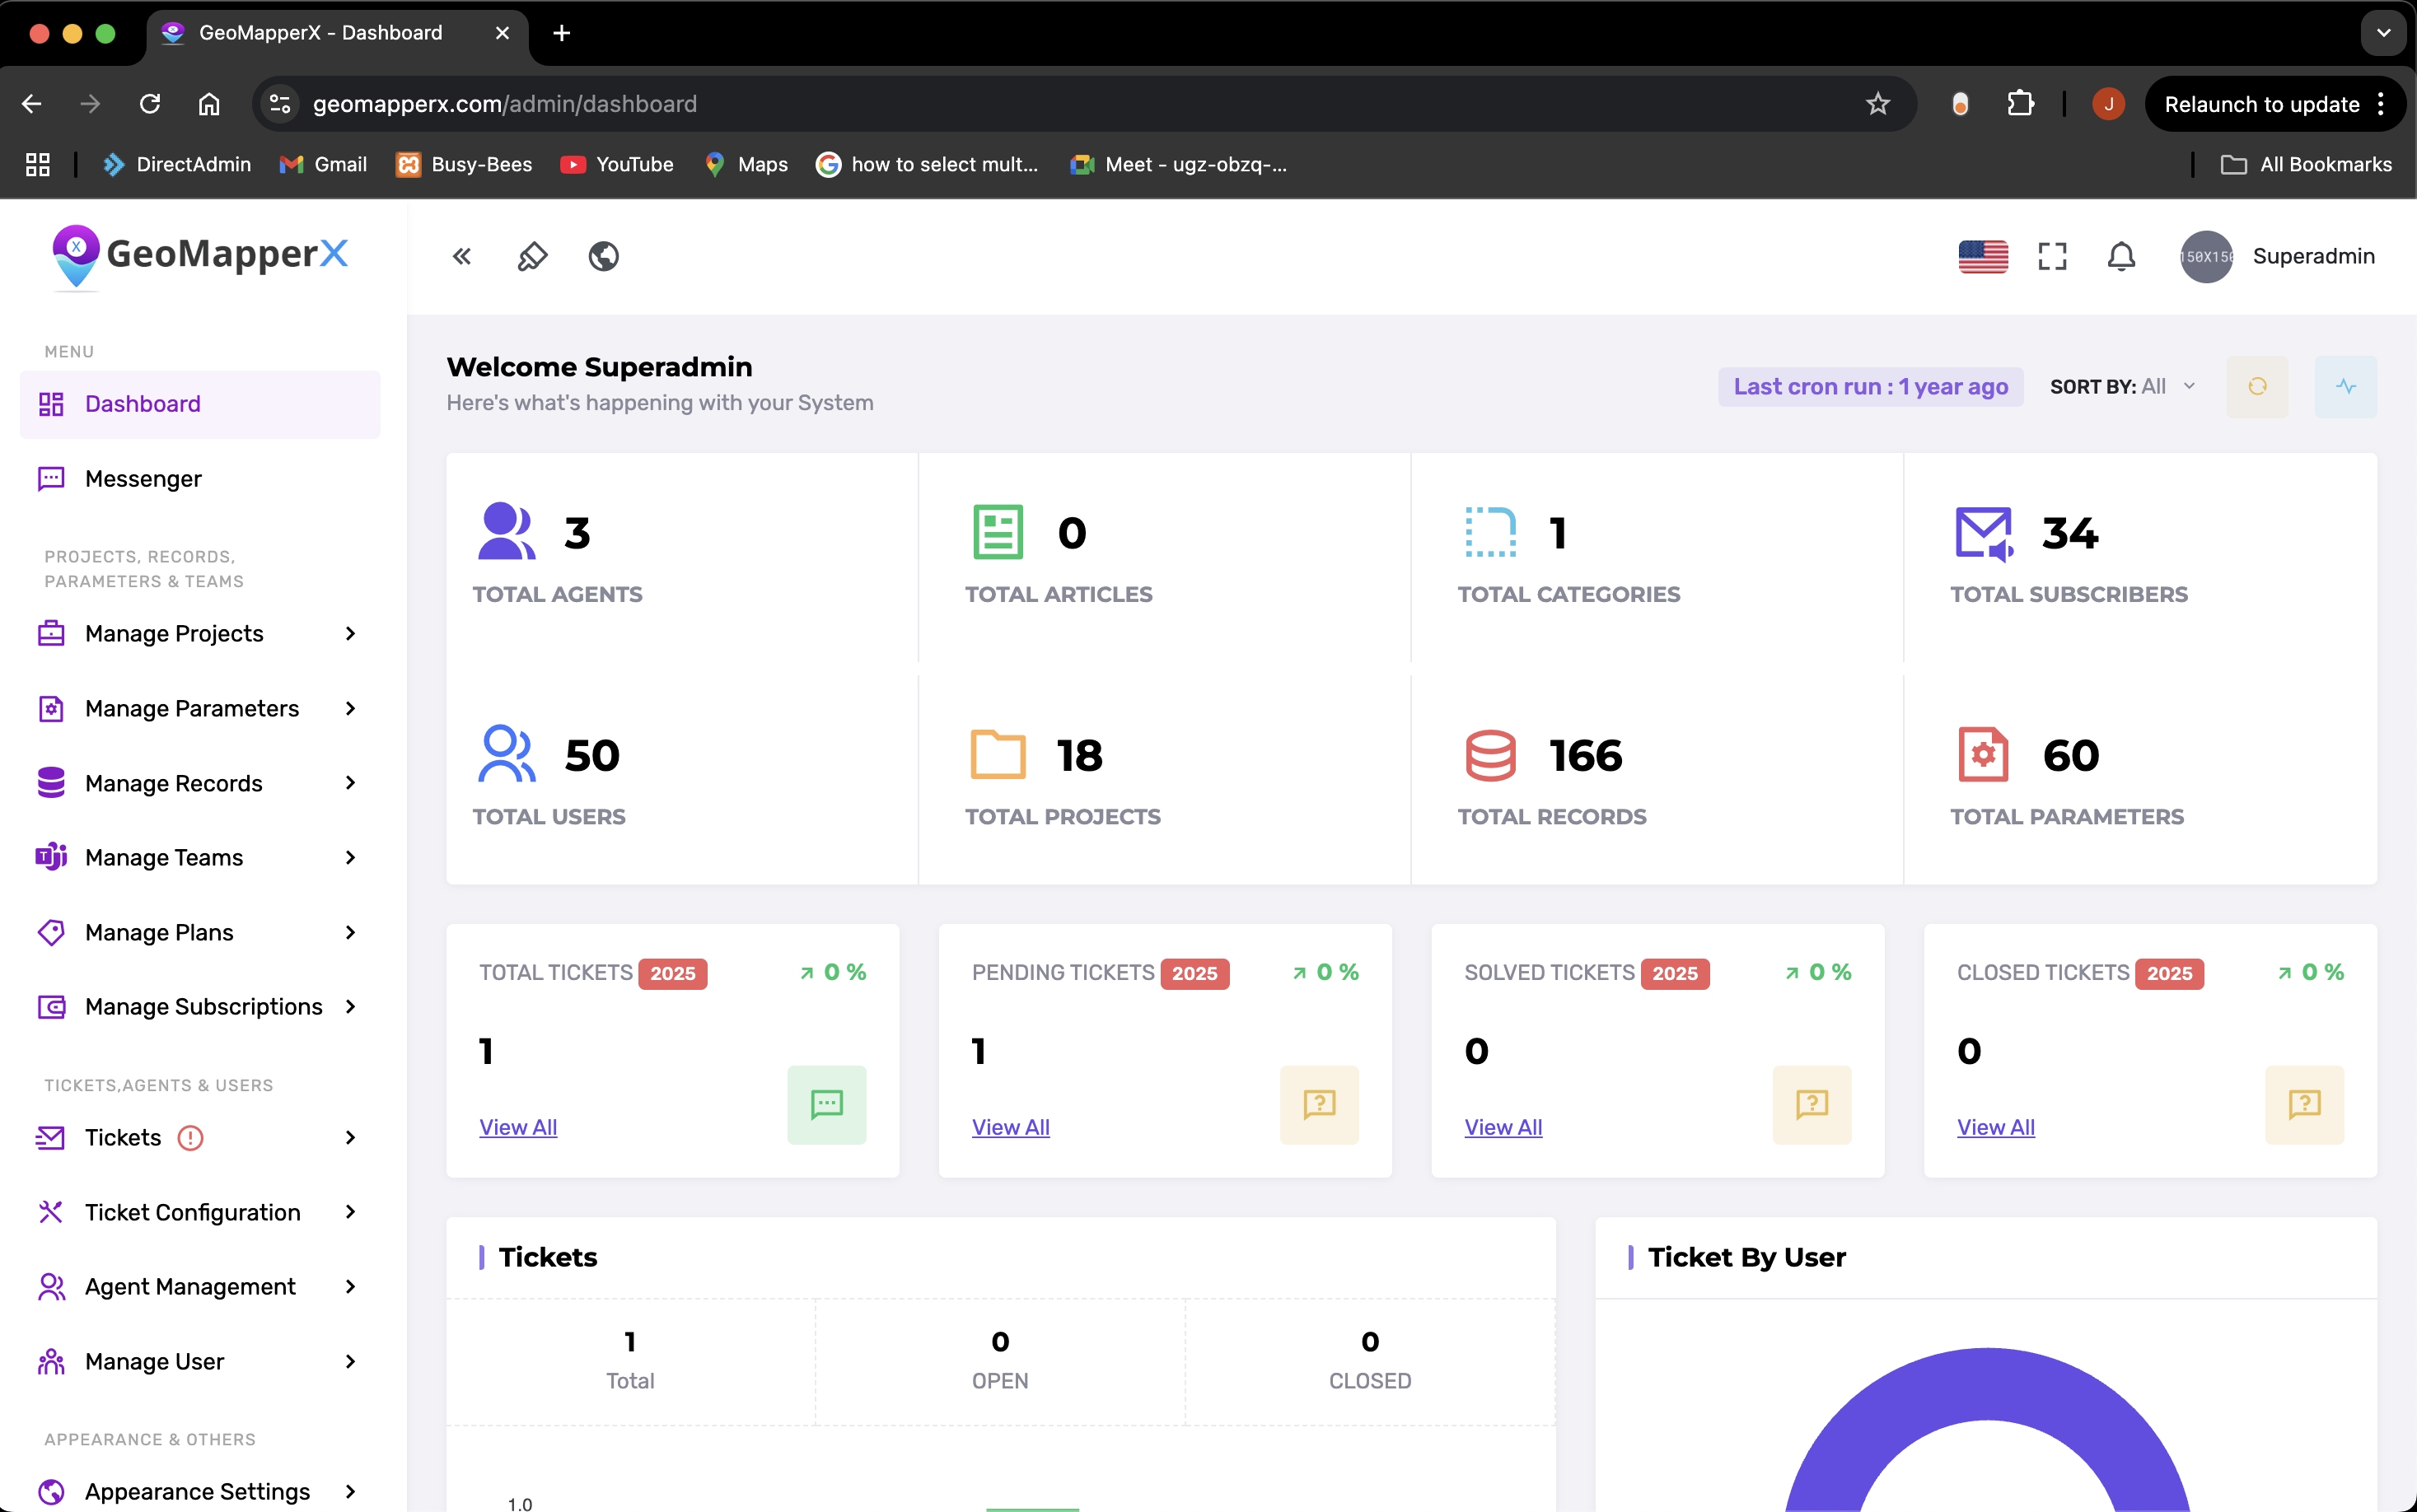 GeoMapperX - Dashboard
geomapperx.com/admin/dashboard
J
Relaunch to update
DirectAdmin
Gmail
Busy-Bees
YouTube
Maps
how to select mult...
Meet - ugz-obzq-...
All Bookmarks
X
GeoMapperX
150X150
Superadmin
MENU
Dashboard
Messenger
PROJECTS, RECORDS,
PARAMETERS & TEAMS
Manage Projects
Manage Parameters
Manage Records
Manage Teams
Manage Plans
Manage Subscriptions
TICKETS,AGENTS & USERS
Tickets
Ticket Configuration
Agent Management
Manage User
APPEARANCE & OTHERS
Appearance Settings
Welcome Superadmin
Here's what's happening with your System
Last cron run : 1 year ago
SORT BY: All
3
TOTAL AGENTS
0
TOTAL ARTICLES
1
TOTAL CATEGORIES
34
TOTAL SUBSCRIBERS
50
TOTAL USERS
18
TOTAL PROJECTS
166
TOTAL RECORDS
60
TOTAL PARAMETERS
TOTAL TICKETS 2025
0 %
1
View All
PENDING TICKETS 2025
0 %
1
View All
SOLVED TICKETS 2025
0 %
0
View All
CLOSED TICKETS 2025
0 %
0
View All
Tickets
1
Total
0
OPEN
0
CLOSED
1.0
Ticket By User